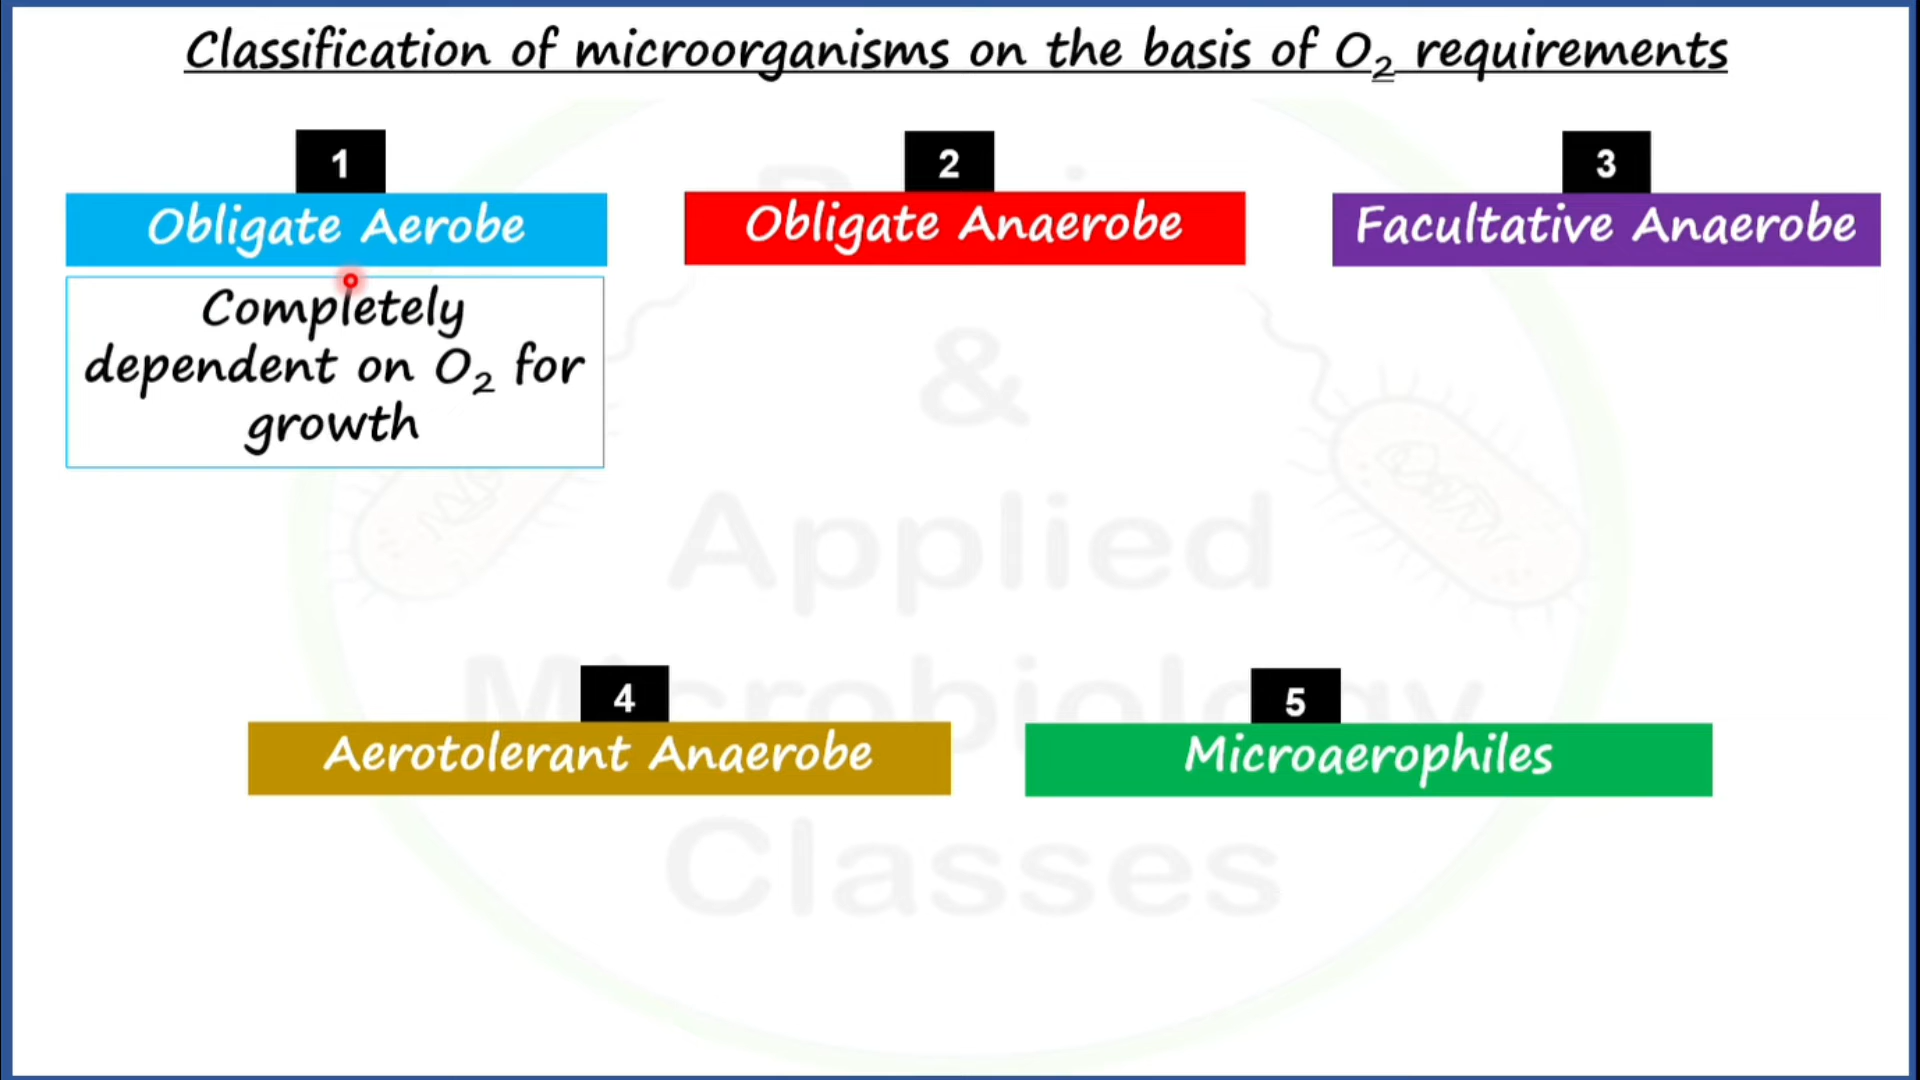 Classification of microorganisms on the basis of O₂ requirements
1
Obligate Aerobe
Completely
dependent on O₂ for
growth
2
Obligate Anaerobe
3
Facultative Anaerobe
4
Aerotolerant Anaerobe
5
Microaerophiles
&
Applied
Microbiology
Classes